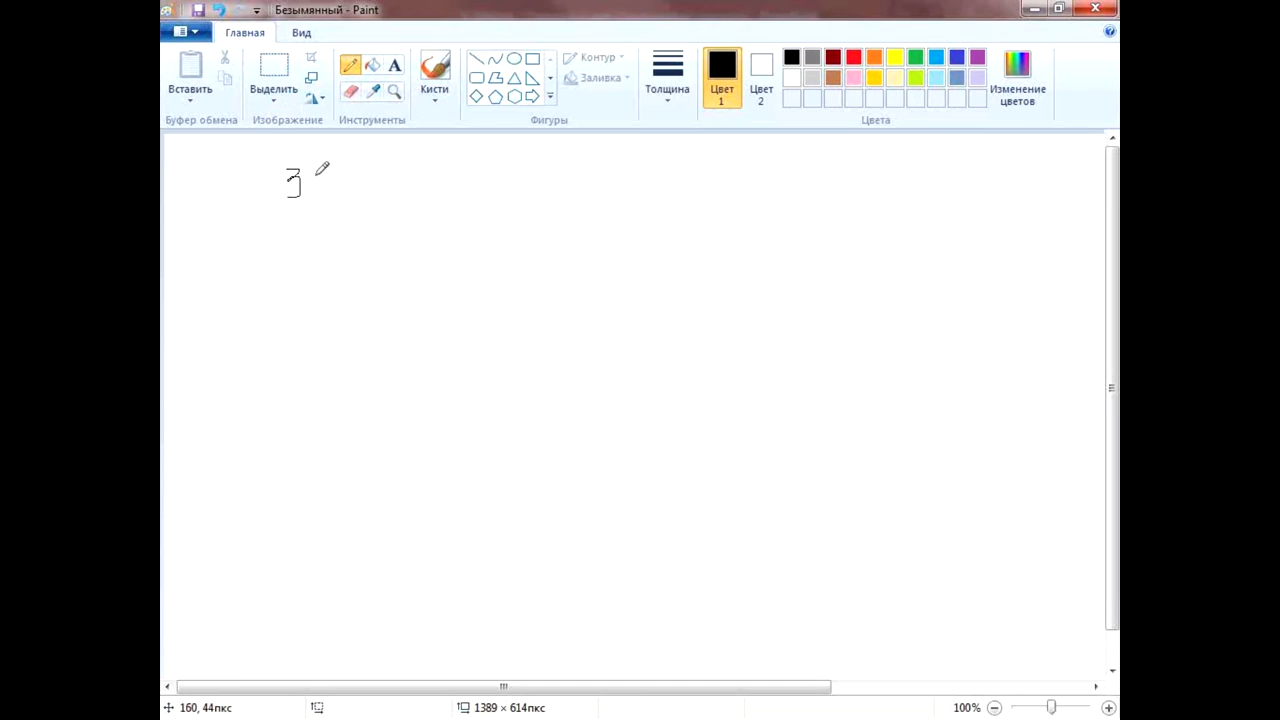 Безымянный - Paint
Главная Вид
Вставить
Выделить
Кисти
Контур
Заливка
Толщина
Цвет 1
Цвет 2
Изменение цветов
Буфер обмена Изображение Инструменты Фигуры Цвета
3
160, 44пкс 1389 × 614пкс 100%